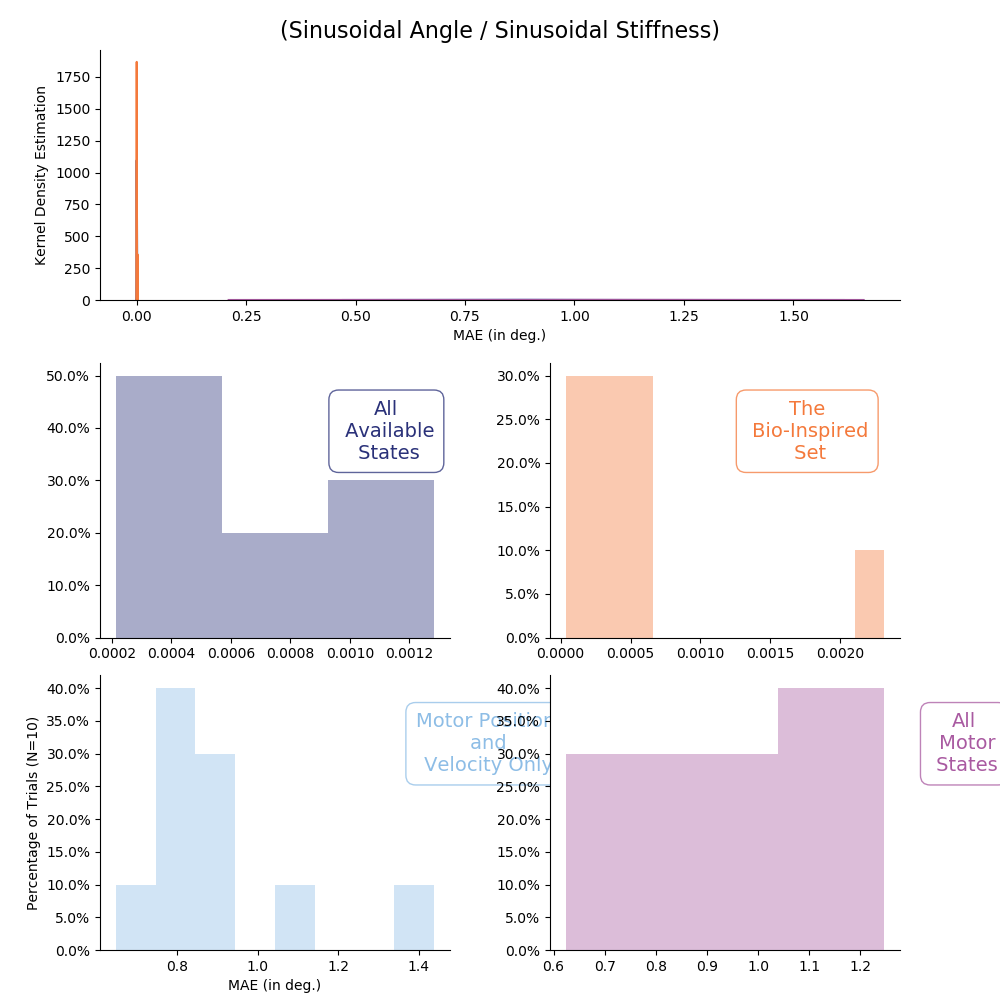 (Sinusoidal Angle / Sinusoidal Stiffness)
Kernel Density Estimation
1750
1500
1250
1000
750
500
250
0
0.00 0.25 0.50 0.75 1.00 1.25 1.50
MAE (in deg.)
50.0%
40.0%
30.0%
20.0%
10.0%
0.0%
All
Available
States
0.0002 0.0004 0.0006 0.0008 0.0010 0.0012
30.0%
25.0%
20.0%
15.0%
10.0%
5.0%
0.0%
The
Bio-Inspired
Set
0.0000 0.0005 0.0010 0.0015 0.0020
Percentage of Trials (N=10)
40.0%
35.0%
30.0%
25.0%
20.0%
15.0%
10.0%
5.0%
0.0%
Motor Position
and
Velocity Only
0.8 1.0 1.2 1.4
MAE (in deg.)
40.0%
35.0%
30.0%
25.0%
20.0%
15.0%
10.0%
5.0%
0.0%
All
Motor
States
0.6 0.7 0.8 0.9 1.0 1.1 1.2